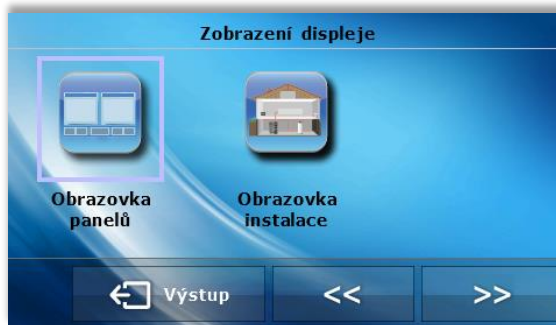 Zobrazení displeje
Obrazovka
panelů
Obrazovka
instalace
Výstup
<<
>>